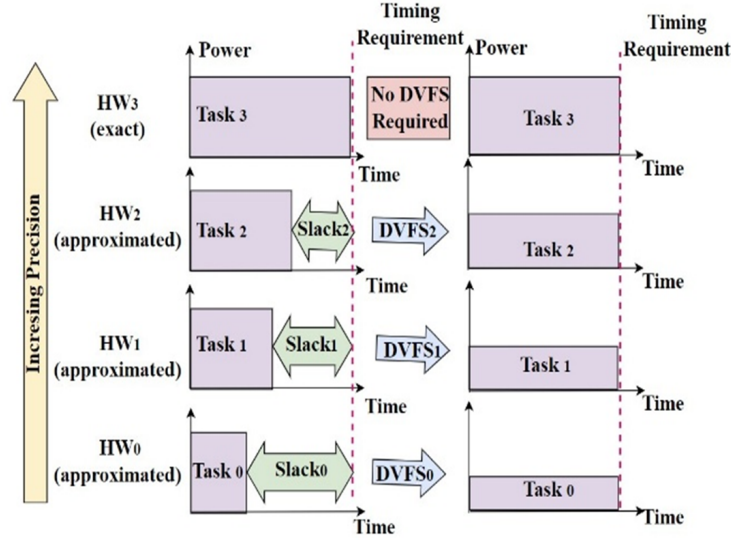 Timing
Requirement
Timing
Requirement
Power
Power
HW3
(exact)
Task 3
No DVFS
Required
Task 3
Time
Time
HW2
(approximated)
Task 2
Slack2
DVFS2
Task 2
Time
Time
HW1
(approximated)
Task 1
Slack1
DVFS1
Task 1
Time
Time
HW0
(approximated)
Task 0
Slack0
DVFS0
Task 0
Time
Time
Incresing Precision